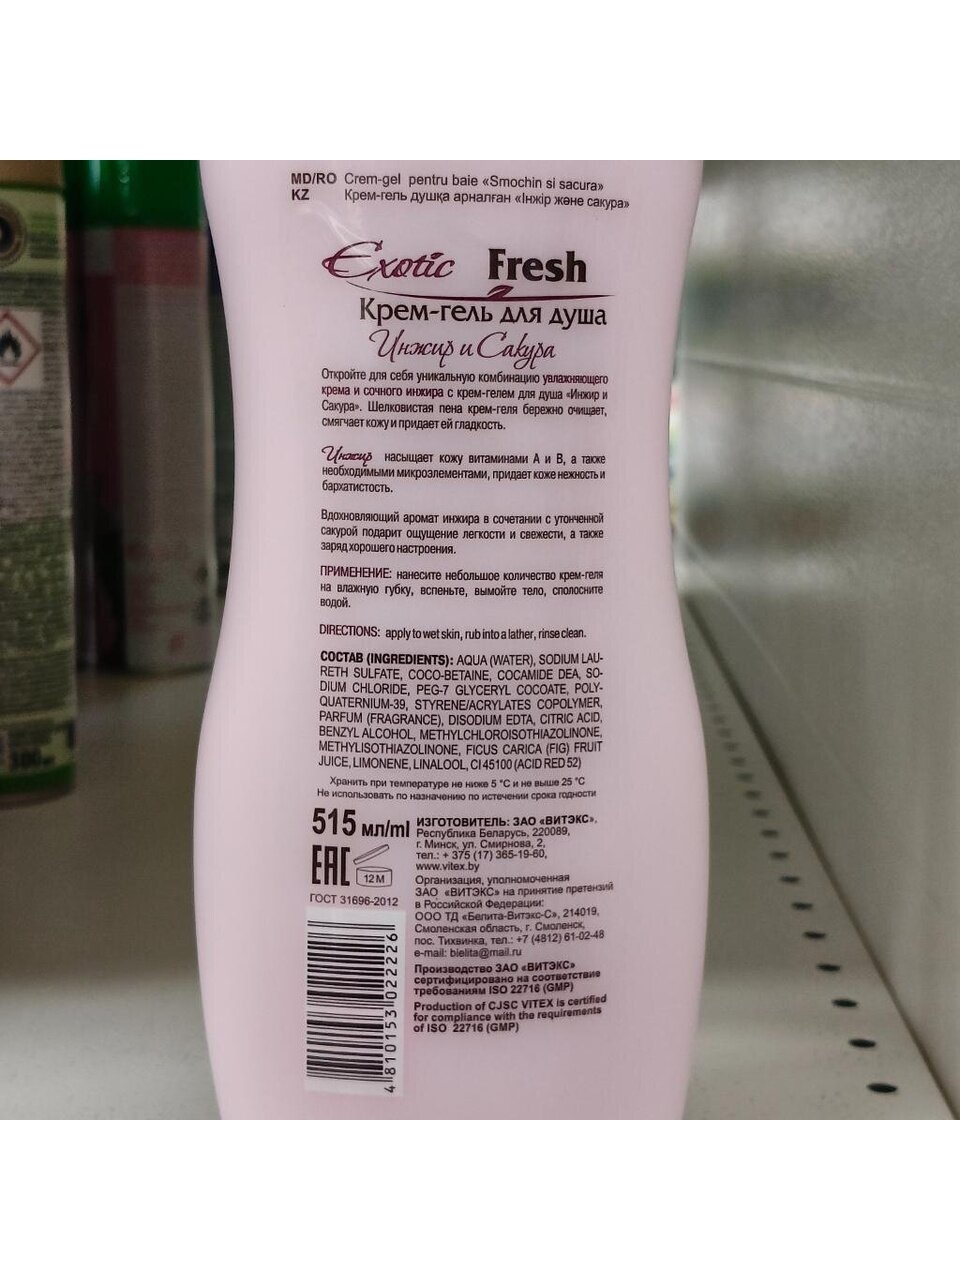 MD/RO Crem-gel pentru baie «Smochin si sacura»
KZ Крем-гель душқа арналған «Інжір және сакура»
Exotic Fresh
Крем-гель для душа
Инжир и Сакура
Откройте для себя уникальную комбинацию увлажняющего
крема и сочного инжира с крем-гелем для душа «Инжир и
Сакура». Шелковистая пена крем-геля бережно очищает,
смягчает кожу и придает ей гладкость.
Инжир насыщает кожу витаминами А и В, а также
необходимыми микроэлементами, придает коже нежность и
бархатистость.
Вдохновляющий аромат инжира в сочетании с утонченной
сакурой подарит ощущение легкости и свежести, а также
заряд хорошего настроения.
ПРИМЕНЕНИЕ: нанесите небольшое количество крем-геля
на влажную губку, вспеньте, вымойте тело, сполосните
водой.
DIRECTIONS: apply to wet skin, rub into a lather, rinse clean.
СОСТАВ (INGREDIENTS): AQUA (WATER), SODIUM LAU-
RETH SULFATE, COCO-BETAINE, COCAMIDE DEA, SO-
DIUM CHLORIDE, PEG-7 GLYCERYL COCOATE, POLY-
QUATERNIUM-39, STYRENE/ACRYLATES COPOLYMER,
PARFUM (FRAGRANCE), DISODIUM EDTA, CITRIC ACID,
BENZYL ALCOHOL, METHYLCHLOROISOTHIAZOLINONE,
METHYLISOTHIAZOLINONE, FICUS CARICA (FIG) FRUIT
JUICE, LIMONENE, LINALOOL, CI 45100 (ACID RED 52)
Хранить при температуре не ниже 5 °C и не выше 25 °C
Не использовать по назначению по истечении срока годности
515 мл/ml
EAC
12 M
ГОСТ 31696-2012
4 810153 022226
ИЗГОТОВИТЕЛЬ: ЗАО «ВИТЭКС»,
Республика Беларусь, 220089,
г. Минск, ул. Смирнова, 2,
тел.: + 375 (17) 365-19-60,
www.vitex.by
Организация, уполномоченная
ЗАО «ВИТЭКС» на принятие претензий
в Российской Федерации:
ООО ТД «Белита-Витэкс-С», 214019,
Смоленская область, г. Смоленск,
пос. Тихвинка, тел.: +7 (4812) 61-02-48
e-mail: bielita@mail.ru
Производство ЗАО «ВИТЭКС»
сертифицировано на соответствие
требованиям ISO 22716 (GMP)
Production of CJSC VITEX is certified
for compliance with the requirements
of ISO 22716 (GMP)